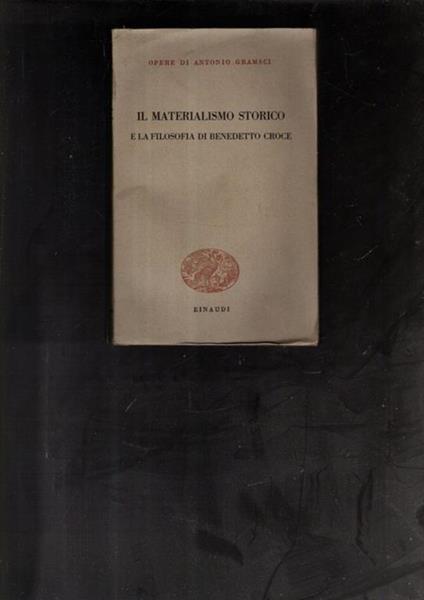 OPERE DI ANTONIO GRAMSCI
IL MATERIALISMO STORICO
E LA FILOSOFIA DI BENEDETTO CROCE
EINAUDI